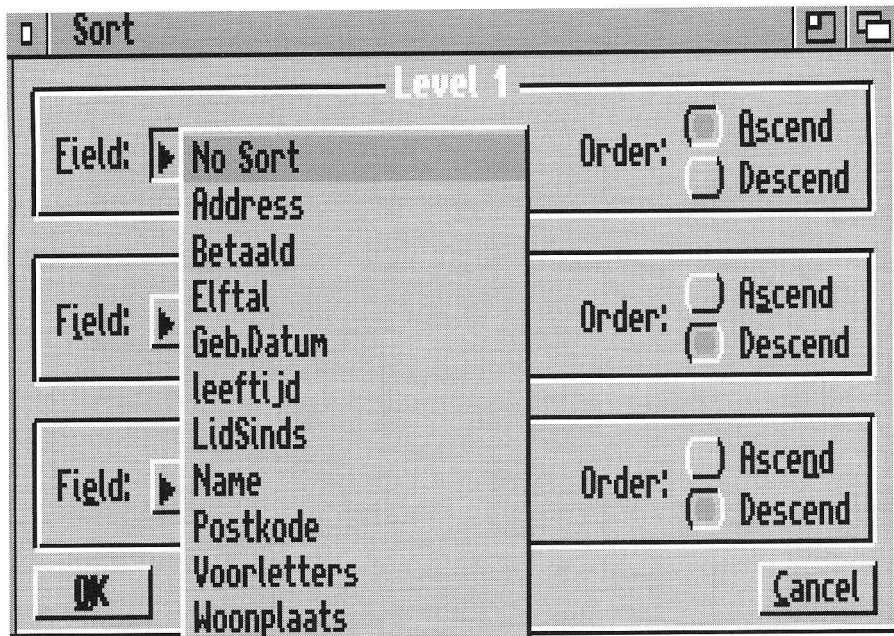 Sort
Level 1
Field:
No Sort
Address
Betaald
Elftal
Geb.Datum
leeftijd
LidSinds
Name
Postkode
Voorletters
Woonplaats
Order:
Ascend
Descend
Field:
Order:
Ascend
Descend
Field:
Order:
Ascend
Descend
OK
Cancel